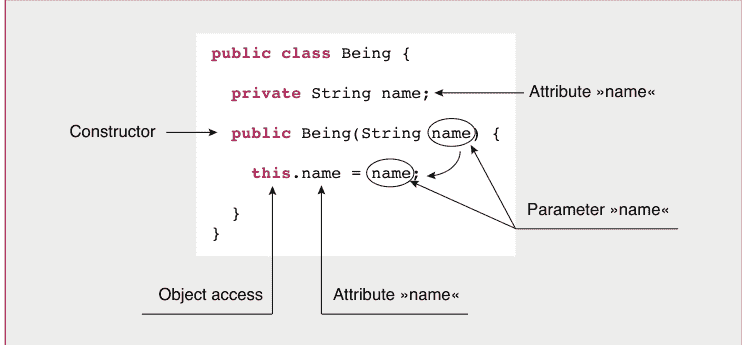 public class Being {
private String name;
Attribute »name«
Constructor
public Being(String name) {
this.name = name;
Parameter »name«
}
}
Object access
Attribute »name«